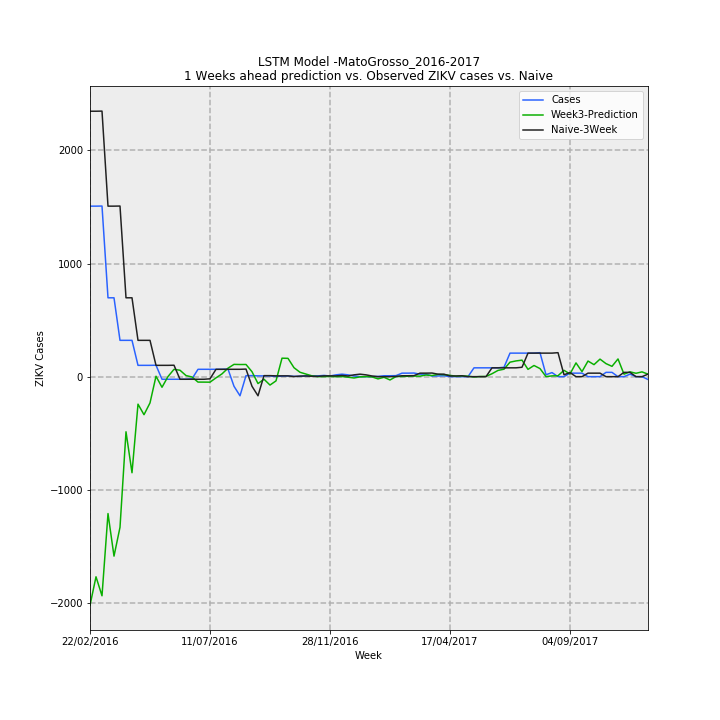 LSTM Model -MatoGrosso_2016-2017
1 Weeks ahead prediction vs. Observed ZIKV cases vs. Naive
Cases
Week3-Prediction
Naive-3Week
ZIKV Cases
2000
1000
0
−1000
−2000
22/02/2016
11/07/2016
28/11/2016
17/04/2017
04/09/2017
Week